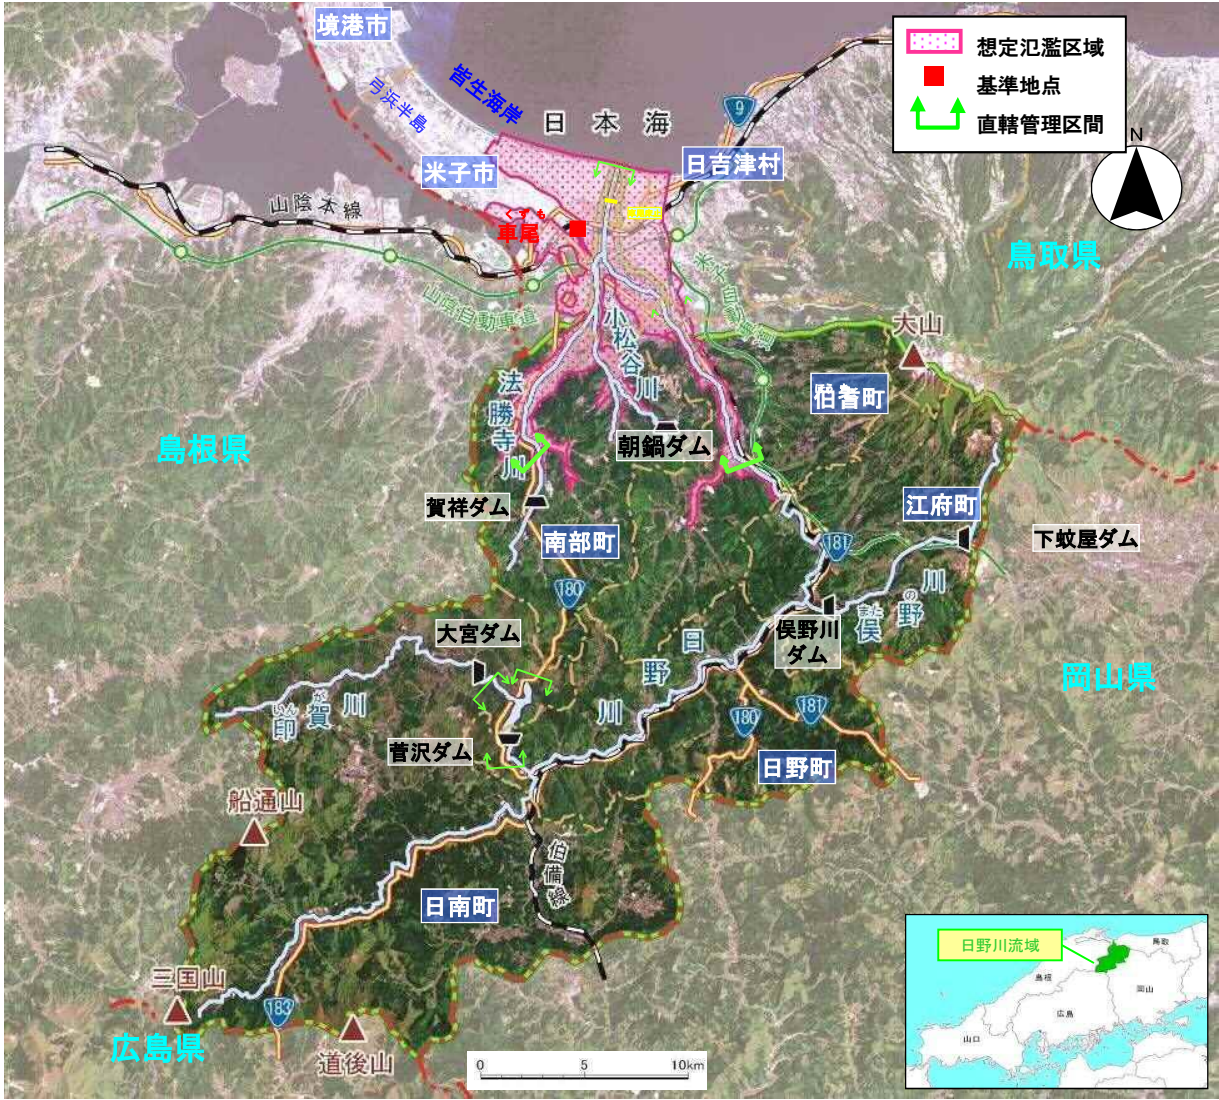 境港市
想定氾濫区域
基準地点
直轄管理区間
N
皆生海岸
弓浜半島
日本海
9
日吉津村
米子市
くずも
車尾
山陰本線
鳥取県
山陰自動車道
米子自動車道
大山
小松谷川
法勝寺川
伯耆町
島根県
朝鍋ダム
賀祥ダム
江府町
南部町
下蚊屋ダム
181
180
俣野川
また
の
俣野川
ダム
大宮ダム
日野川
岡山県
印賀川
いん
が
菅沢ダム
180
181
日野町
船通山
伯備線
日南町
日野川流域
鳥取
島根
岡山
広島
山口
三国山
183
広島県
道後山
0
5
10km